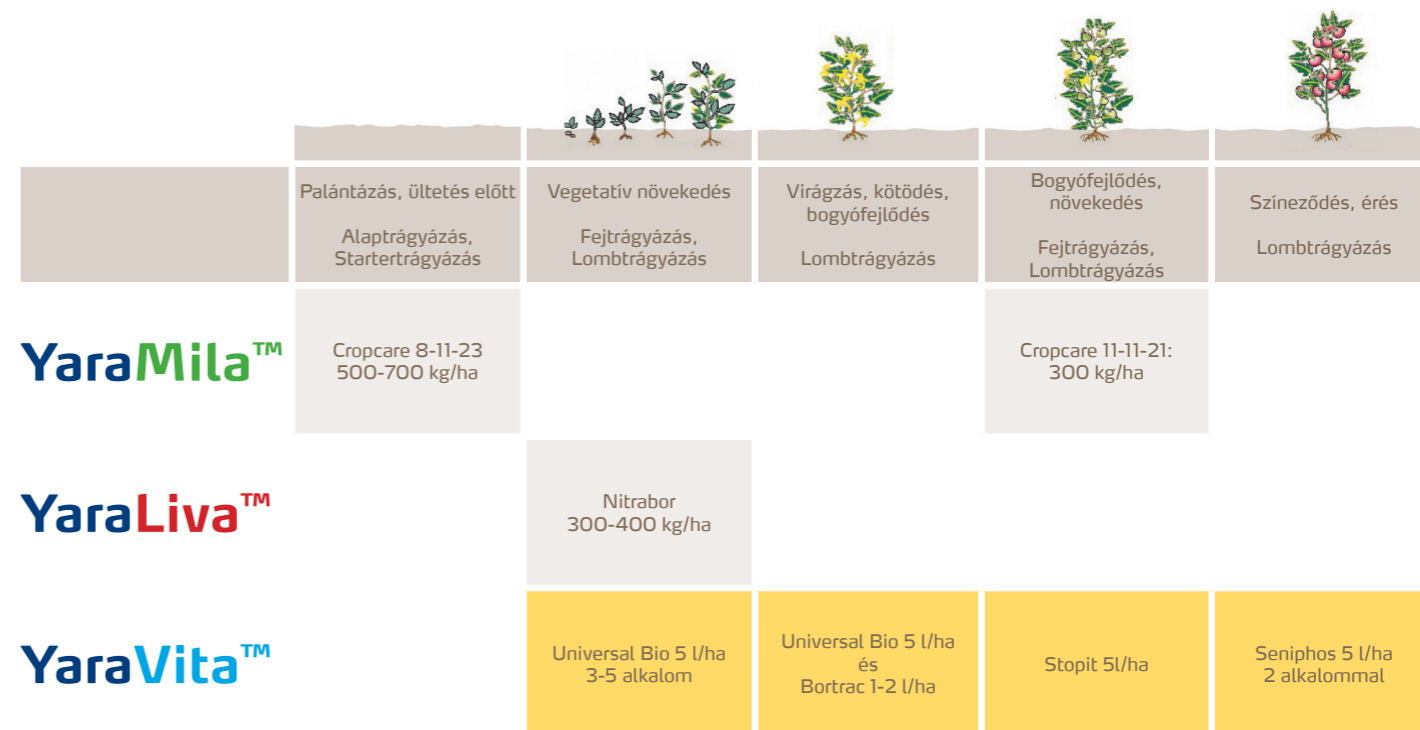 Palántázás, ültetés előtt
Alaptrágyázás,
Startertrágyázás
Vegetatív növekedés
Fejtrágyázás,
Lombtrágyázás
Virágzás, kötödés,
bogyófejlődés
Lombtrágyázás
Bogyófejlődés,
növekedés
Fejtrágyázás,
Lombtrágyázás
Színeződés, érés
Lombtrágyázás
YaraMila™
Cropcare 8-11-23
500-700 kg/ha
Cropcare 11-11-21:
300 kg/ha
YaraLiva™
Nitrabor
300-400 kg/ha
YaraVita™
Universal Bio 5 l/ha
3-5 alkalom
Universal Bio 5 l/ha
és
Bortrac 1-2 l/ha
Stopit 5l/ha
Seniphos 5 l/ha
2 alkalommal